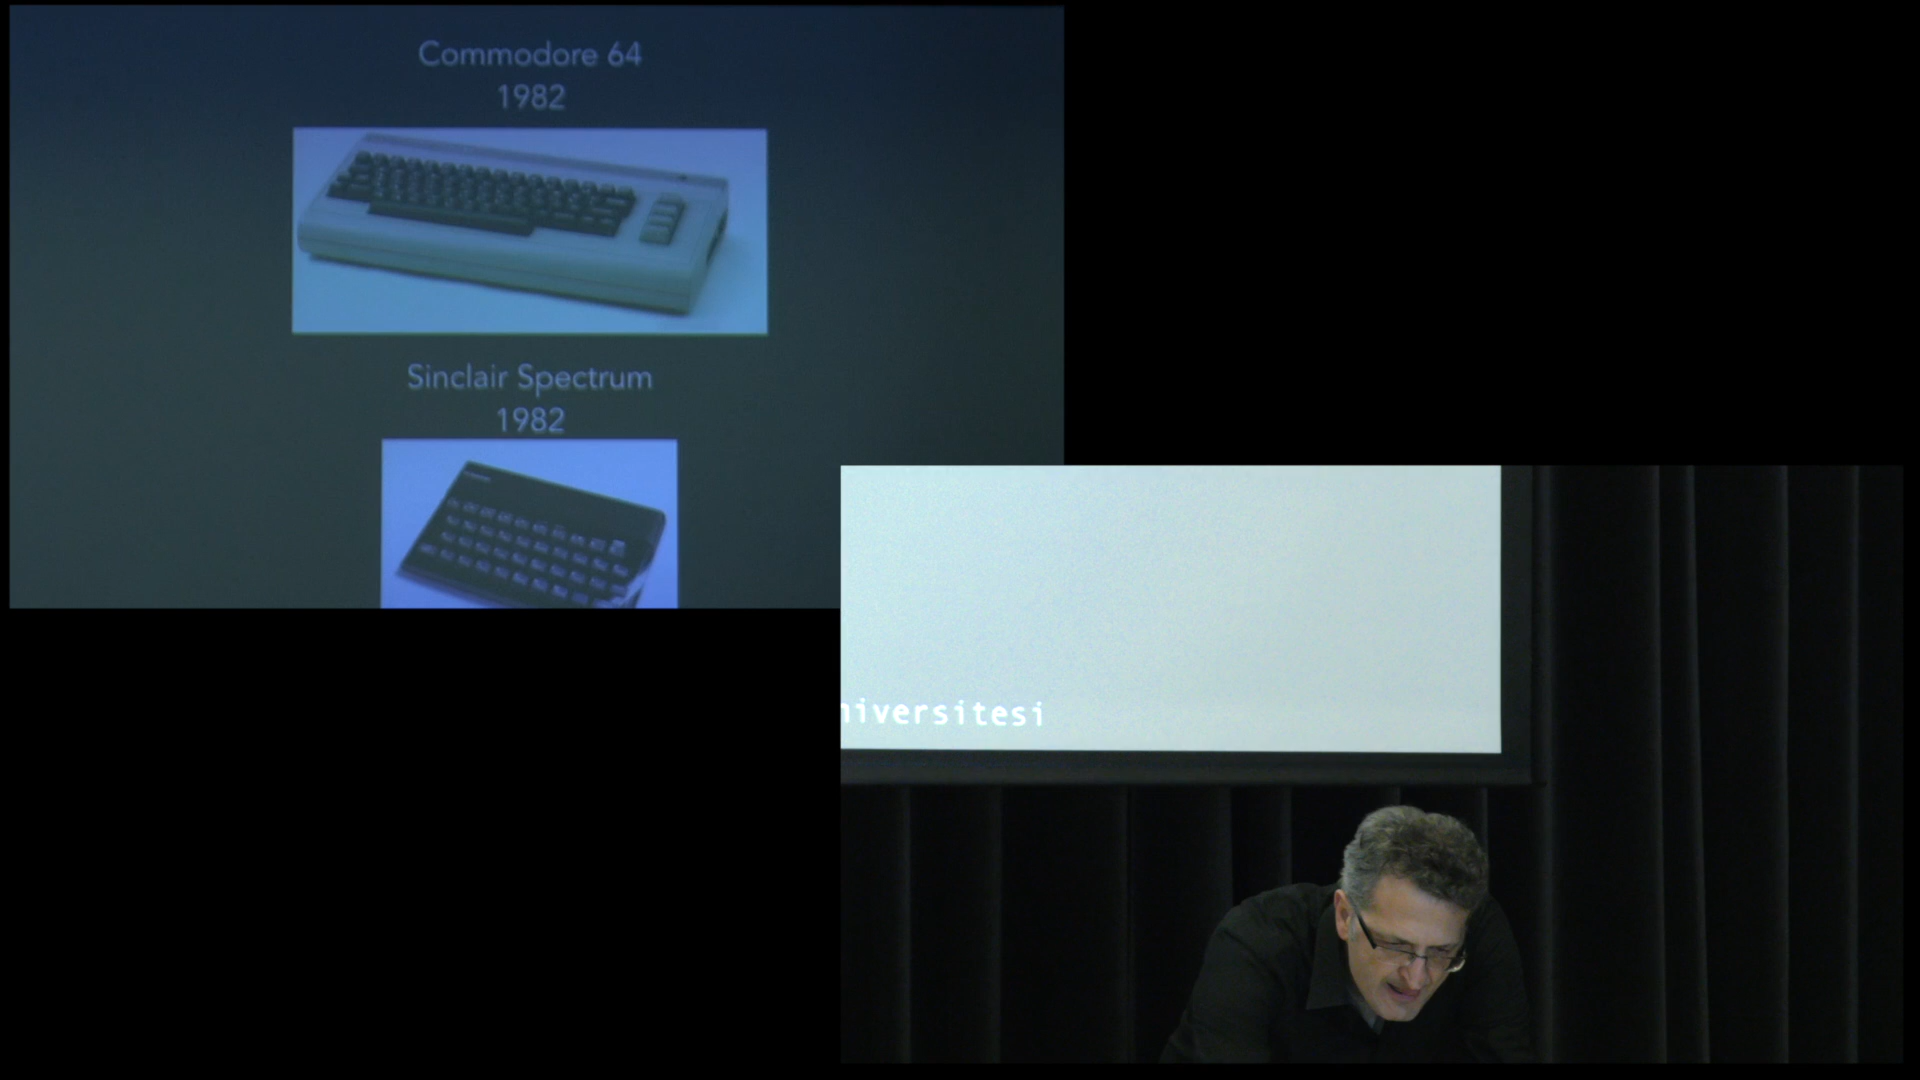 Commodore 64
1982
Sinclair Spectrum
1982
niversitesi